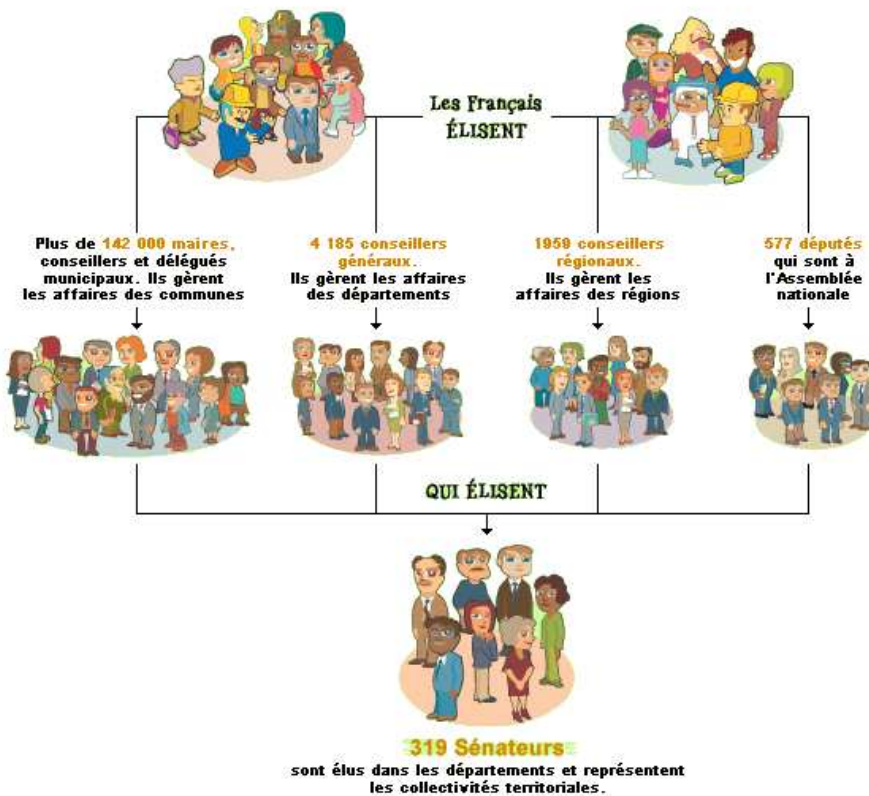 Les Français
ÉLISENT
Plus de 142 000 maires,
conseillers et délégués
municipaux. Ils gèrent
les affaires des communes
4 185 conseillers
généraux.
Ils gèrent les affaires
des départements
1959 conseillers
régionaux.
Ils gèrent les
affaires des régions
577 députés
qui sont à
l'Assemblée
nationale
QUI ÉLISENT
319 Sénateurs
sont élus dans les départements et représentent
les collectivités territoriales.